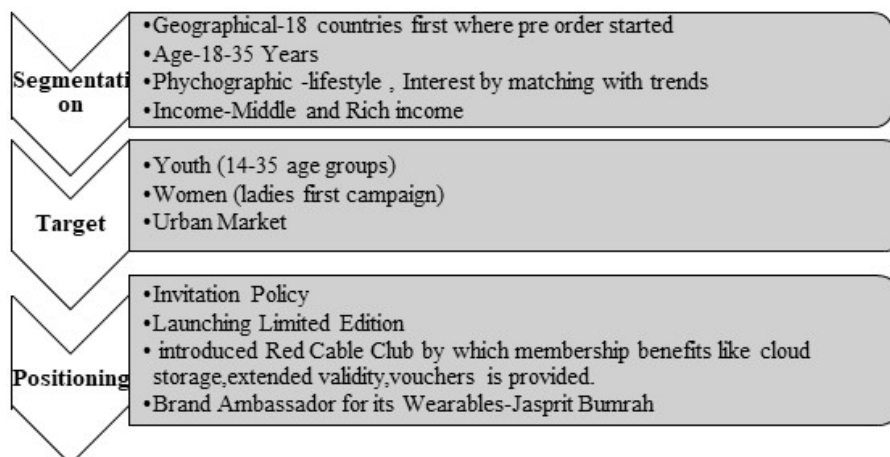 Segmentati
on
•Geographical-18 countries first where pre order started
•Age-18-35 Years
•Phychographic -lifestyle , Interest by matching with trends
•Income-Middle and Rich income
Target
•Youth (14-35 age groups)
•Women (ladies first campaign)
•Urban Market
Positioning
•Invitation Policy
•Launching Limited Edition
• introduced Red Cable Club by which membership benefits like cloud
storage,extended validity,vouchers is provided.
•Brand Ambassador for its Wearables-Jasprit Bumrah